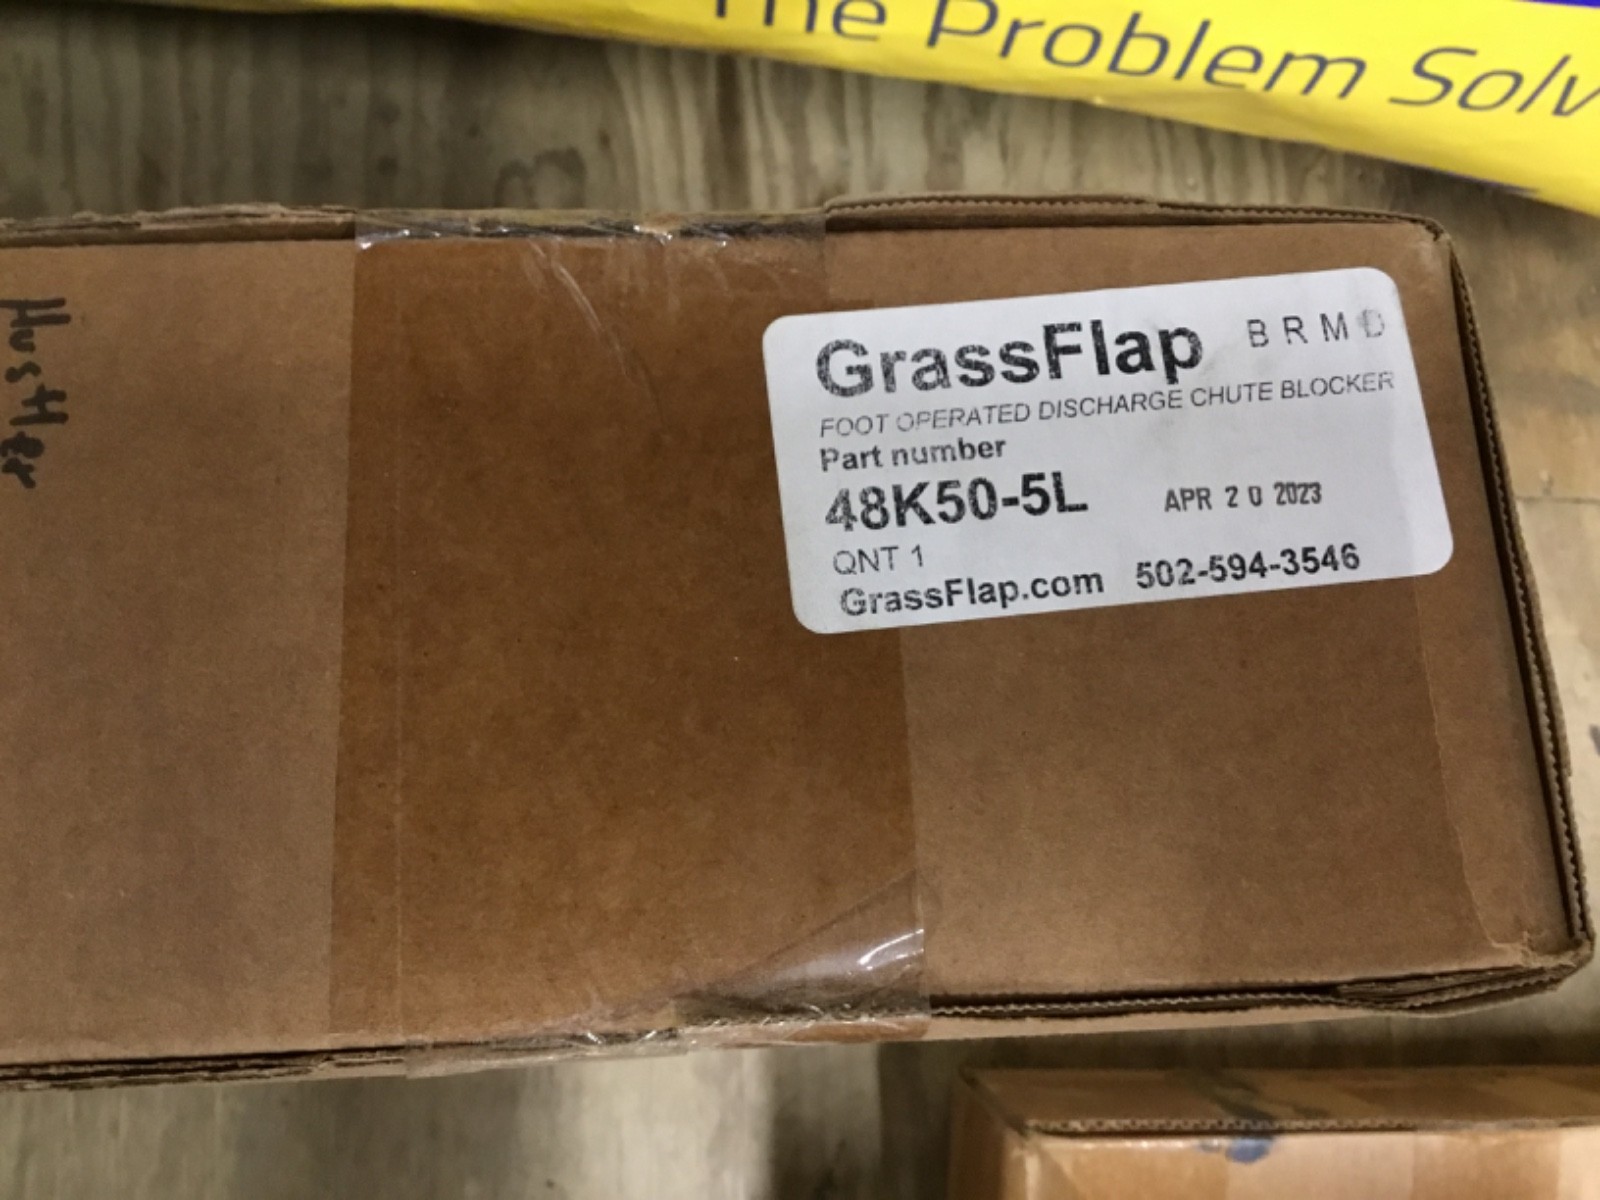 The Problem Solv
GrassFlap BRMD
FOOT OPERATED DISCHARGE CHUTE BLOCKER
Part number
48K50-5L APR 20 2023
QNT 1
GrassFlap.com 502-594-3546